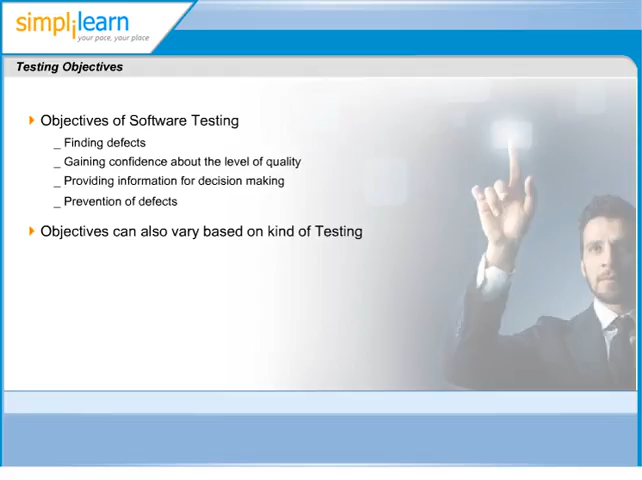 simplilearn
your pace, your place
Testing Objectives
Objectives of Software Testing
_ Finding defects
_ Gaining confidence about the level of quality
_ Providing information for decision making
_ Prevention of defects
Objectives can also vary based on kind of Testing